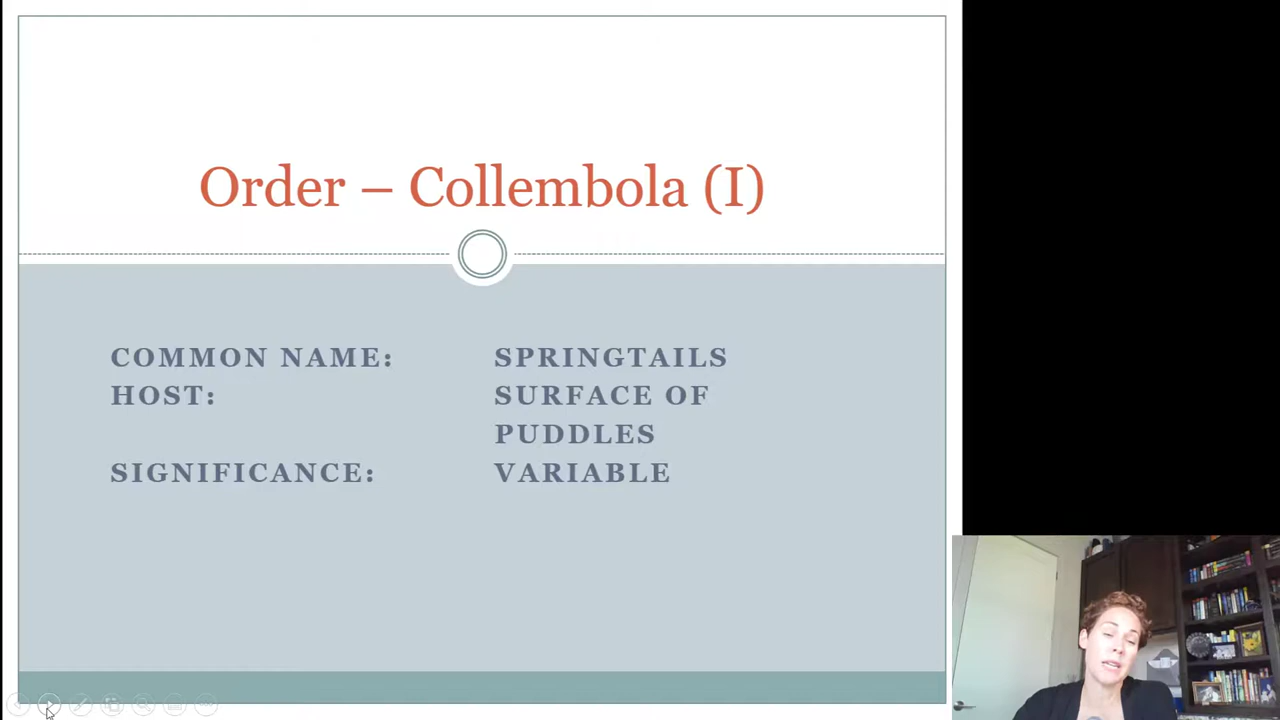 Order – Collembola (I)
COMMON NAME: SPRINGTAILS
HOST: SURFACE OF
PUDDLES
SIGNIFICANCE: VARIABLE